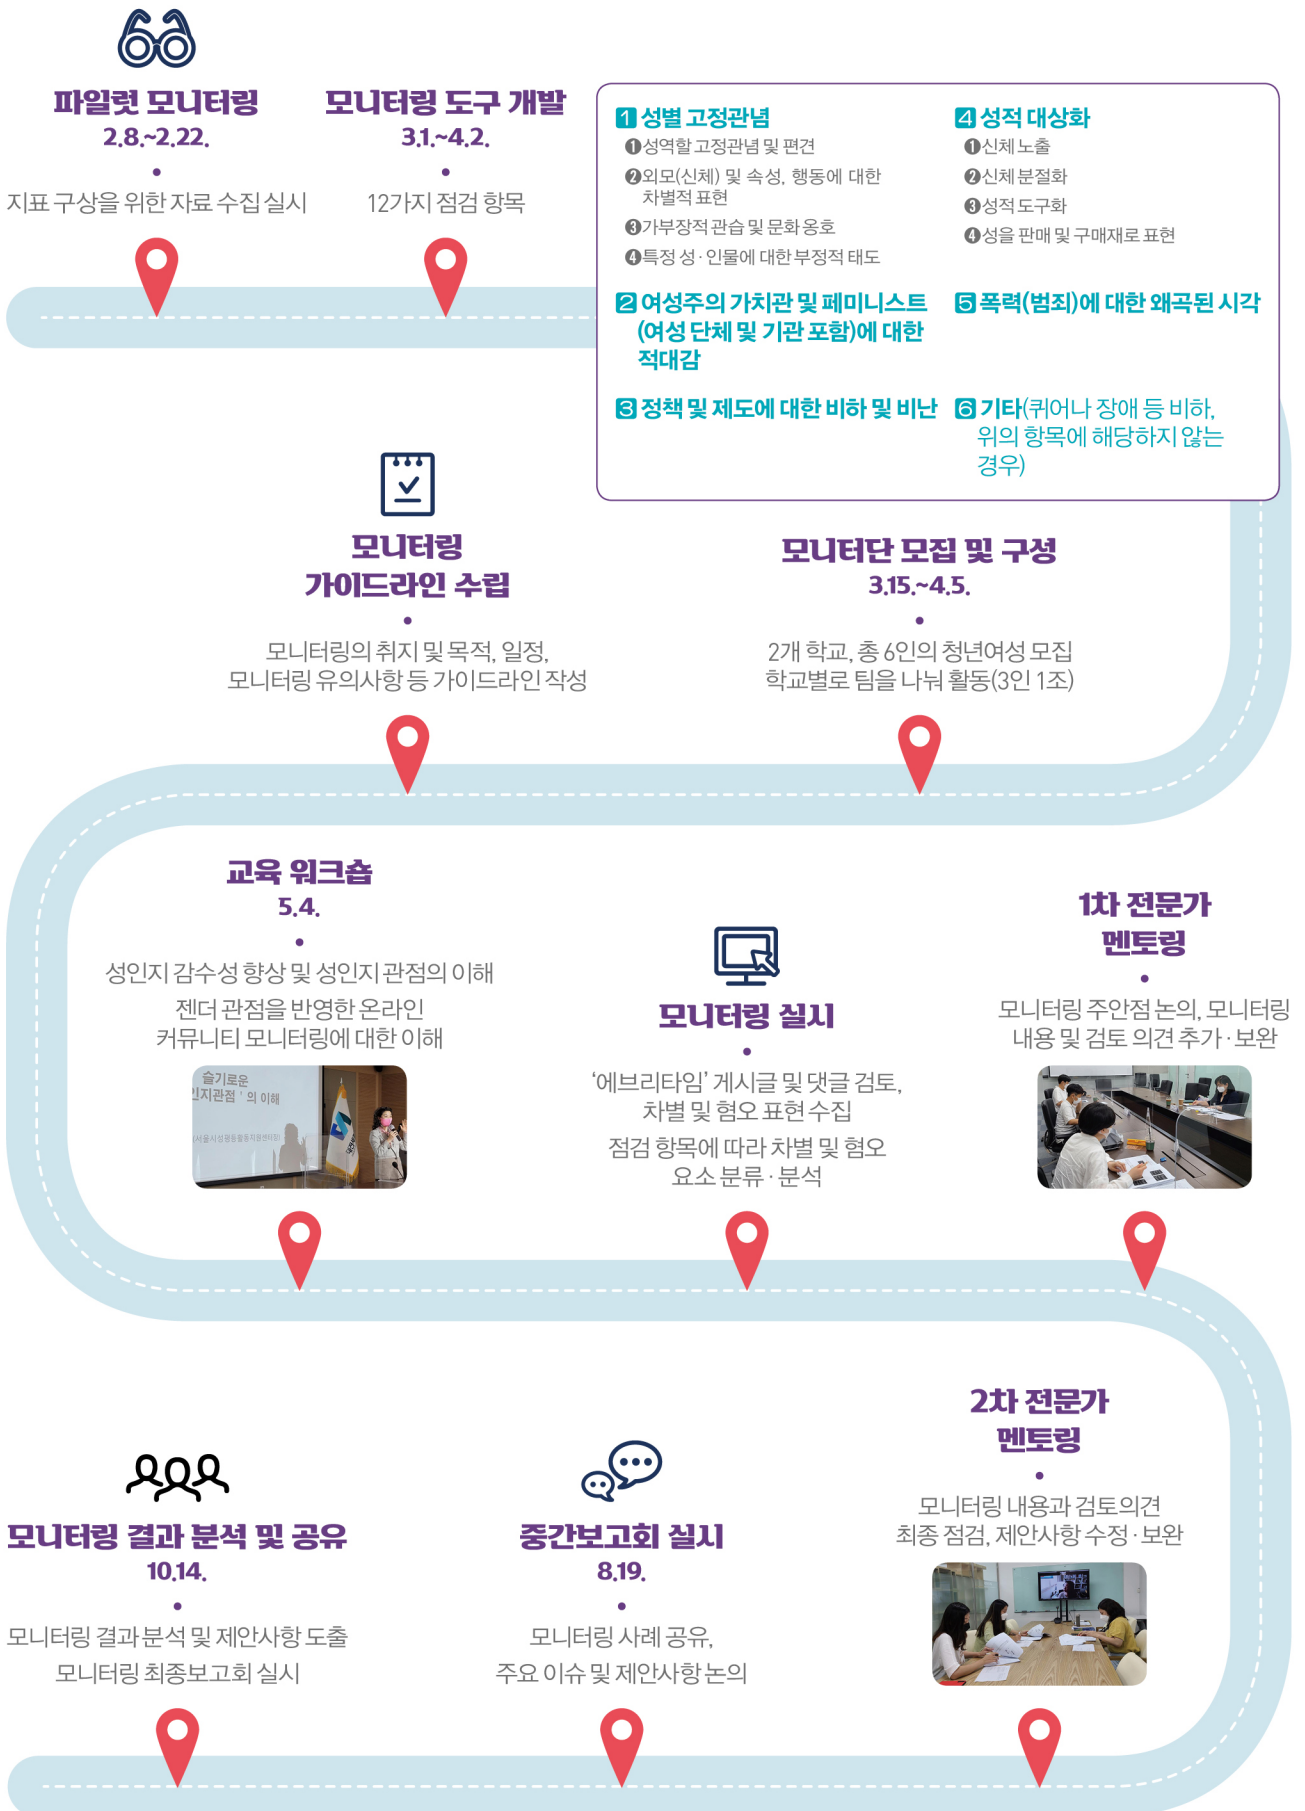 파일럿 모니터링
2.8.~2.22.
지표 구상을 위한 자료 수집 실시
모니터링 도구 개발
3.1.~4.2.
12가지 점검 항목
1 성별 고정관념
❶성역할 고정관념 및 편견
❷외모(신체) 및 속성, 행동에 대한
차별적 표현
❸가부장적 관습 및 문화 옹호
❹특정 성·인물에 대한 부정적 태도
2 여성주의 가치관 및 페미니스트
(여성 단체 및 기관 포함)에 대한
적대감
3 정책 및 제도에 대한 비하 및 비난
4 성적 대상화
❶신체 노출
❷신체 분절화
❸성적 도구화
❹성을 판매 및 구매재로 표현
5 폭력(범죄)에 대한 왜곡된 시각
6 기타(퀴어나 장애 등 비하,
위의 항목에 해당하지 않는
경우)
모니터단 모집 및 구성
3.15.~4.5.
2개 학교, 총 6인의 청년여성 모집
학교별로 팀을 나눠 활동(3인 1조)
모니터링
가이드라인 수립
모니터링의 취지 및 목적, 일정,
모니터링 유의사항 등 가이드라인 작성
교육 워크숍
5.4.
성인지 감수성 향상 및 성인지 관점의 이해
젠더 관점을 반영한 온라인
커뮤니티 모니터링에 대한 이해
슬기로운
인지관점 ' 의 이해
모니터링 실시
‘에브리타임’ 게시글 및 댓글 검토,
차별 및 혐오 표현 수집
점검 항목에 따라 차별 및 혐오
요소 분류·분석
1차 전문가
멘토링
모니터링 주안점 논의, 모니터링
내용 및 검토 의견 추가·보완
2차 전문가
멘토링
모니터링 내용과 검토의견
최종 점검, 제안사항 수정·보완
중간보고회 실시
8.19.
모니터링 사례 공유,
주요 이슈 및 제안사항 논의
모니터링 결과 분석 및 공유
10.14.
모니터링 결과 분석 및 제안사항 도출
모니터링 최종보고회 실시